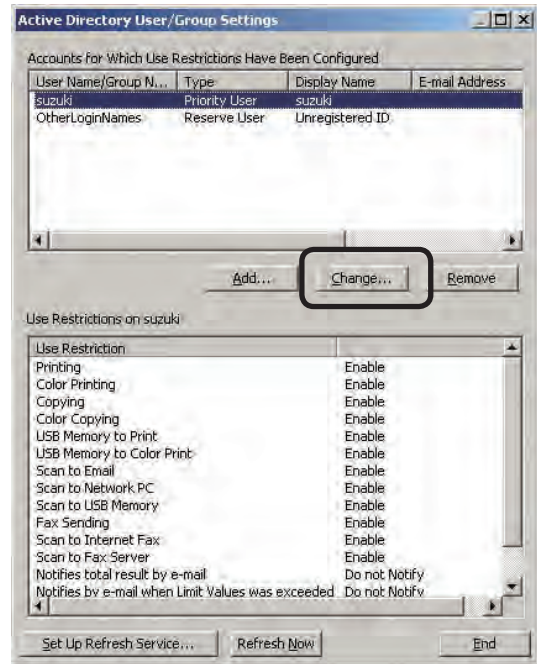 Active Directory User/Group Settings
Accounts for Which Use Restrictions Have Been Configured
User Name/Group N... Type Display Name E-mail Address
suzuki Priority User suzuki
OtherLoginNames Reserve User Unregistered ID
Add... Change... Remove
Use Restrictions on suzuki
Use Restriction
Printing Enable
Color Printing Enable
Copying Enable
Color Copying Enable
USB Memory to Print Enable
USB Memory to Color Print Enable
Scan to Email Enable
Scan to Network PC Enable
Scan to USB Memory Enable
Fax Sending Enable
Scan to Internet Fax Enable
Scan to Fax Server Enable
Notifies total result by e-mail Do not Notify
Notifies by e-mail when Limit Values was exceeded Do not Notify
Set Up Refresh Service... Refresh Now End